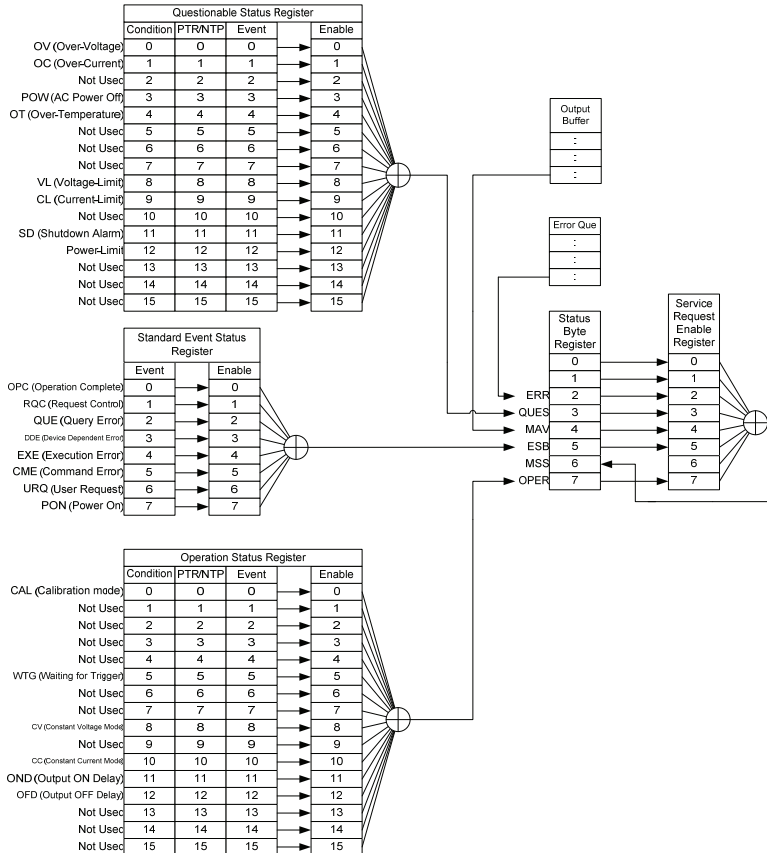 Questionable Status Register
Condition PTR/NTP Event Enable
OV (Over-Voltage) 0 0 0 0
OC (Over-Current) 1 1 1 1
Not Used 2 2 2 2
POW (AC Power Off) 3 3 3 3
OT (Over-Temperature) 4 4 4 4
Not Used 5 5 5 5
Not Used 6 6 6 6
Not Used 7 7 7 7
VL (Voltage-Limit) 8 8 8 8
CL (Current-Limit) 9 9 9 9
Not Used 10 10 10 10
SD (Shutdown Alarm) 11 11 11 11
Power-Limit 12 12 12 12
Not Used 13 13 13 13
Not Used 14 14 14 14
Not Used 15 15 15 15
Output
Buffer
:
:
:
Error Que
:
:
:
Standard Event Status
Register
Event Enable
OPC (Operation Complete) 0 0
RQC (Request Control) 1 1
QUE (Query Error) 2 2
DDE (Device Dependent Error) 3 3
EXE (Execution Error) 4 4
CME (Command Error) 5 5
URQ (User Request) 6 6
PON (Power On) 7 7
Status
Byte
Register
Service
Request
Enable
Register
0 0
1 1
ERR 2 2
QUES 3 3
MAV 4 4
ESB 5 5
MSS 6 6
OPER 7 7
Operation Status Register
Condition PTR/NTP Event Enable
CAL (Calibration mode) 0 0 0 0
Not Used 1 1 1 1
Not Used 2 2 2 2
Not Used 3 3 3 3
Not Used 4 4 4 4
WTG (Waiting for Trigger) 5 5 5 5
Not Used 6 6 6 6
Not Used 7 7 7 7
CV (Constant Voltage Mode) 8 8 8 8
Not Used 9 9 9 9
CC (Constant Current Mode) 10 10 10 10
OND (Output ON Delay) 11 11 11 11
OFD (Output OFF Delay) 12 12 12 12
Not Used 13 13 13 13
Not Used 14 14 14 14
Not Used 15 15 15 15